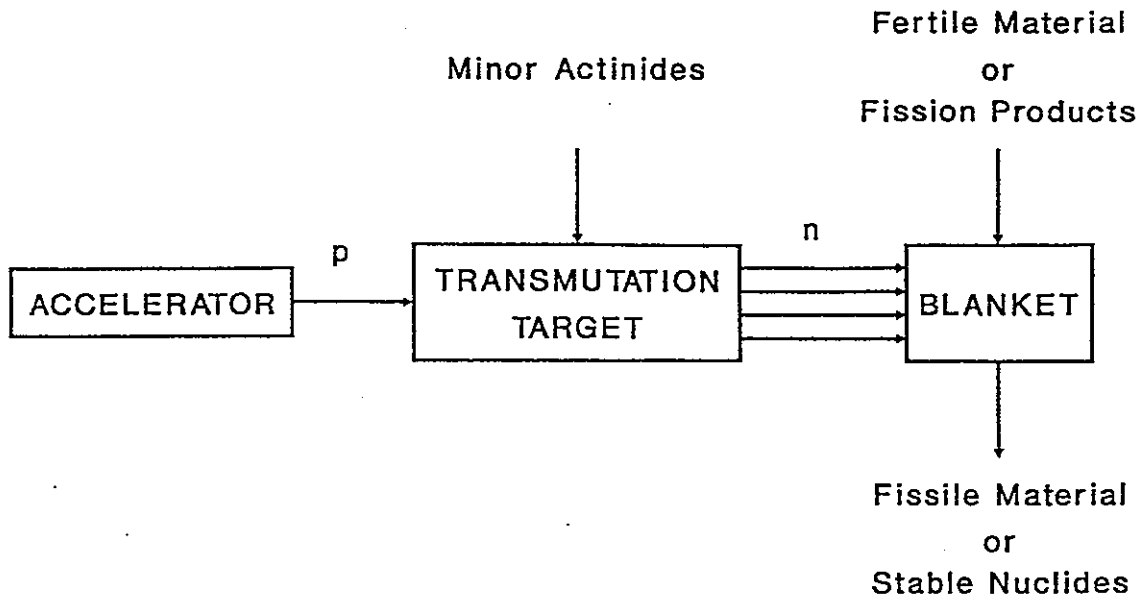 Fertile Material
or
Fission Products
Minor Actinides
p
n
ACCELERATOR
TRANSMUTATION
TARGET
BLANKET
Fissile Material
or
Stable Nuclides